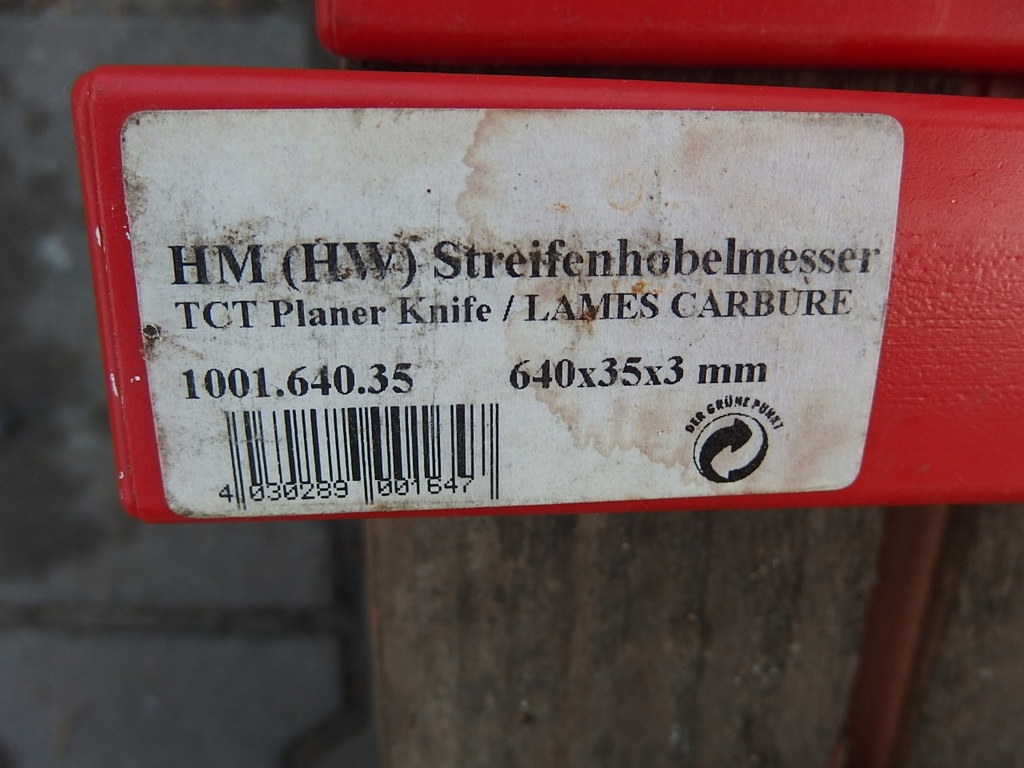 HM (HW) Streifenhobelmesser
TCT Planer Knife / LAMES CARBURE
1001.640.35 640x35x3 mm
DER GRÜNE PUNKT
4 030289 001647